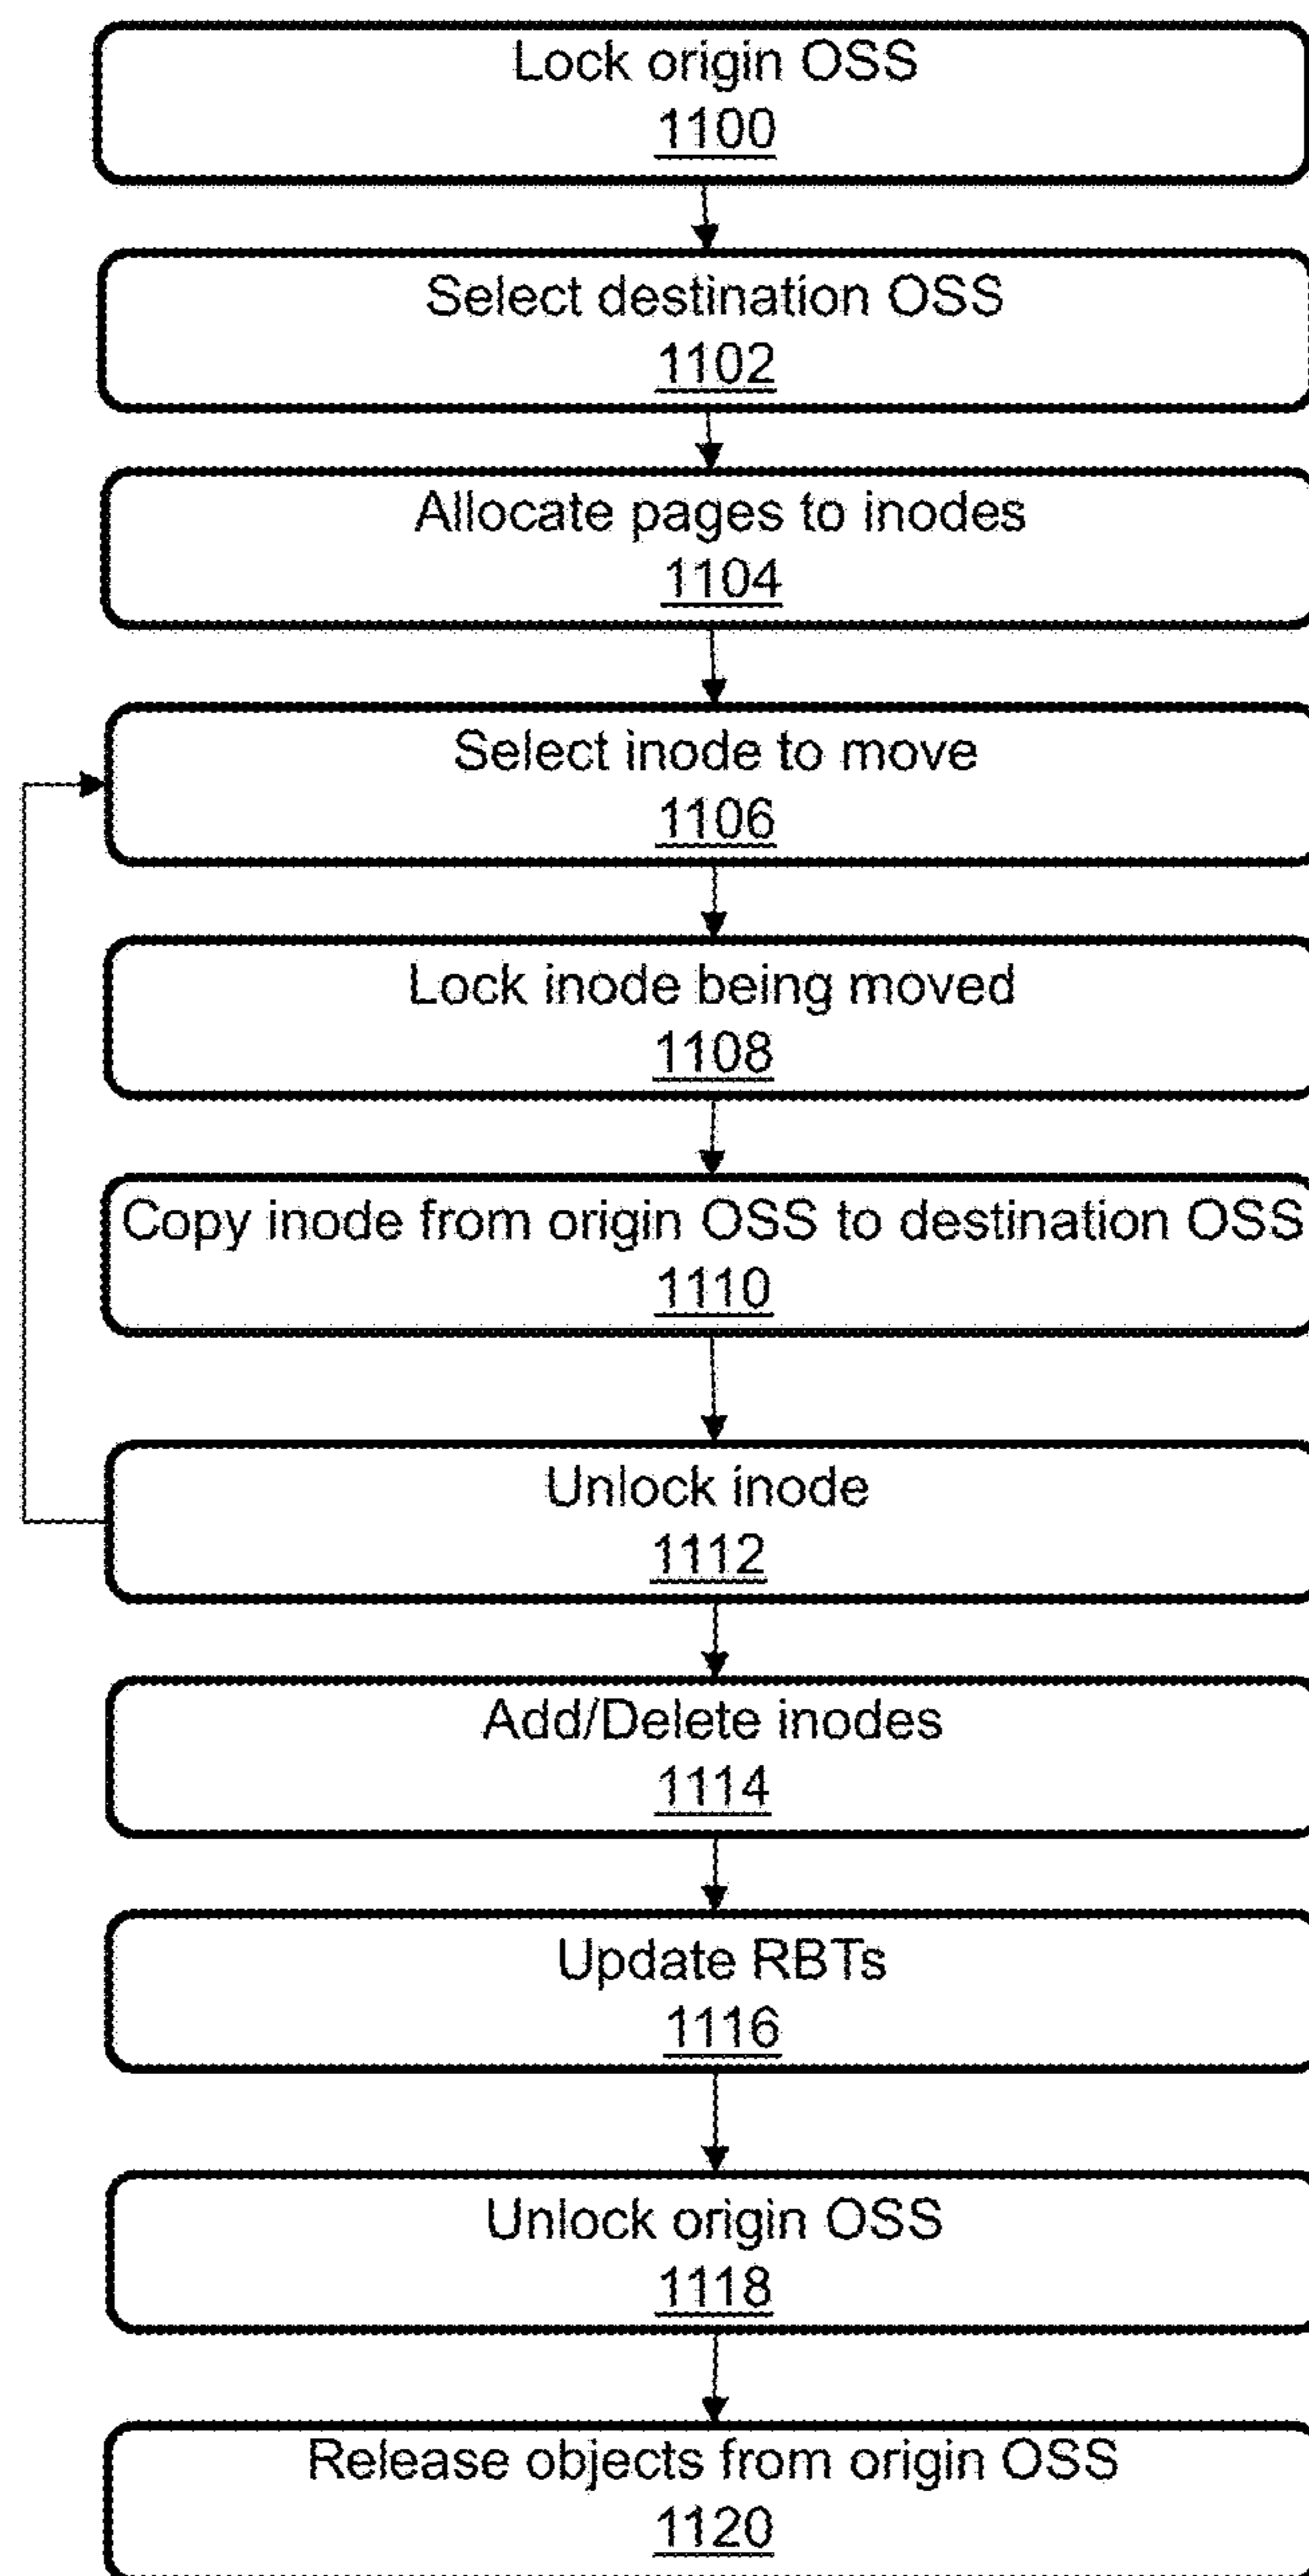 Lock origin OSS
1100
Select destination OSS
1102
Allocate pages to inodes
1104
Select inode to move
1106
Lock inode being moved
1108
Copy inode from origin OSS to destination OSS
1110
Unlock inode
1112
Add/Delete inodes
1114
Update RBTs
1116
Unlock origin OSS
1118
Release objects from origin OSS
1120